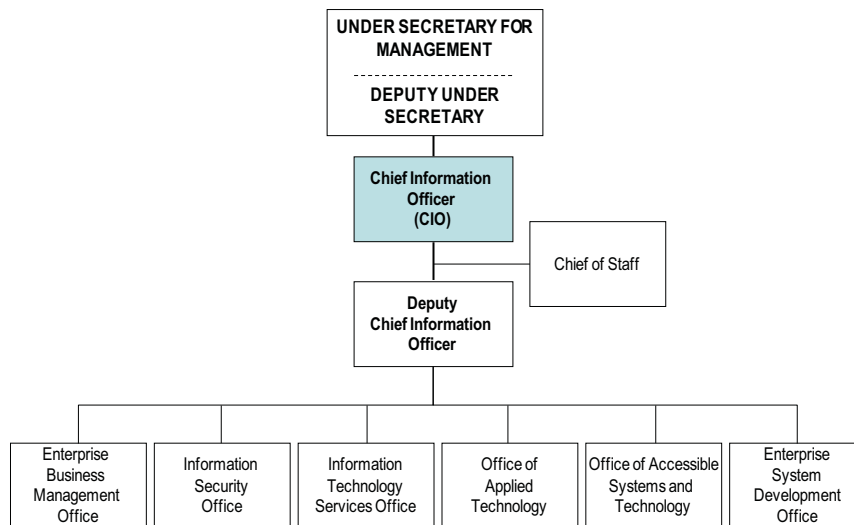 UNDER SECRETARY FOR
MANAGEMENT
DEPUTY UNDER
SECRETARY
Chief Information
Officer
(CIO)
Chief of Staff
Deputy
Chief Information
Officer
Enterprise
Business
Management
Office
Information
Security
Office
Information
Technology
Services Office
Office of
Applied
Technology
Office of Accessible
Systems and
Technology
Enterprise
System
Development
Office